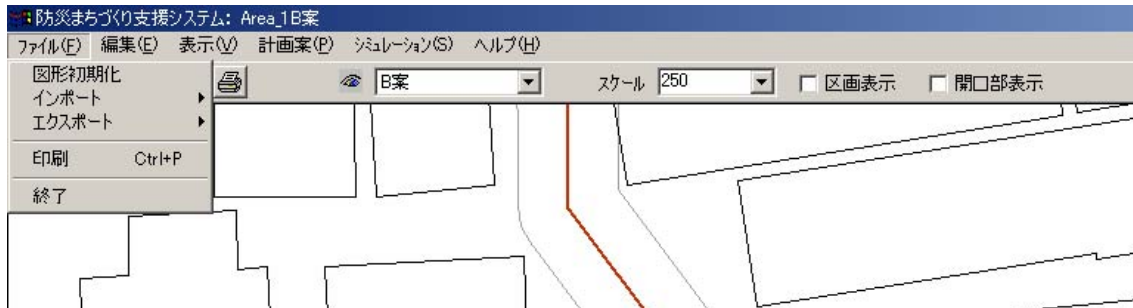 防災まちづくり支援システム: Area_1B案
ファイル(F) 編集(E) 表示(V) 計画案(P) シミュレーション(S) ヘルプ(H)
図形初期化
B案 スケール 250 区画表示 開口部表示
インポート
エクスポート
印刷 Ctrl+P
終了